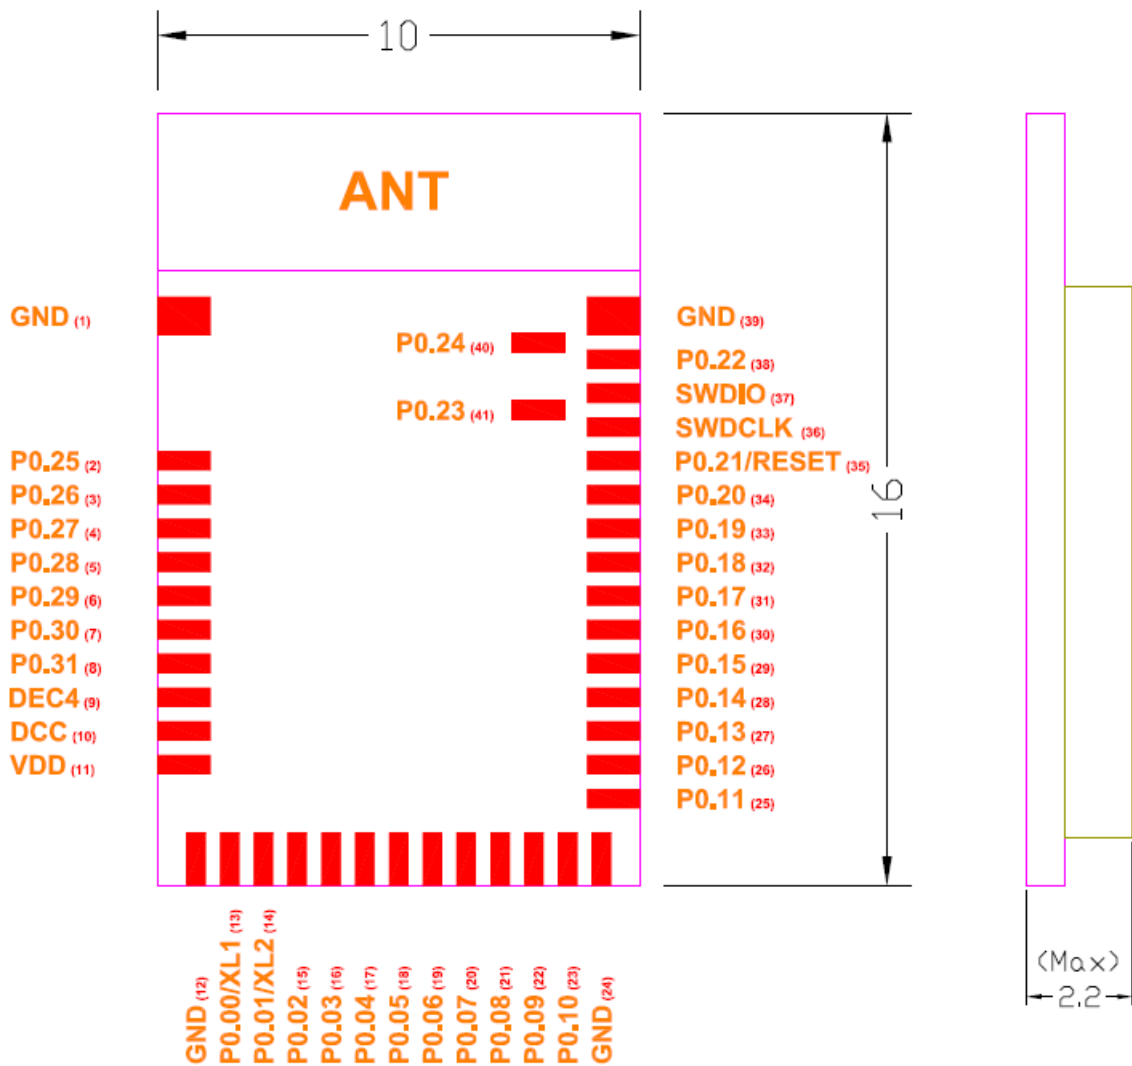 10
ANT
GND (1)
P0.25 (2)
P0.26 (3)
P0.27 (4)
P0.28 (5)
P0.29 (6)
P0.30 (7)
P0.31 (8)
DEC4 (9)
DCC (10)
VDD (11)
P0.24 (40)
P0.23 (41)
GND (39)
P0.22 (38)
SWDIO (37)
SWDCLK (36)
P0.21/RESET (35)
P0.20 (34)
P0.19 (33)
P0.18 (32)
P0.17 (31)
P0.16 (30)
P0.15 (29)
P0.14 (28)
P0.13 (27)
P0.12 (26)
P0.11 (25)
16
GND (12)
P0.00/XL1 (13)
P0.01/XL2 (14)
P0.02 (15)
P0.03 (16)
P0.04 (17)
P0.05 (18)
P0.06 (19)
P0.07 (20)
P0.08 (21)
P0.09 (22)
P0.10 (23)
GND (24)
(Max)
2.2